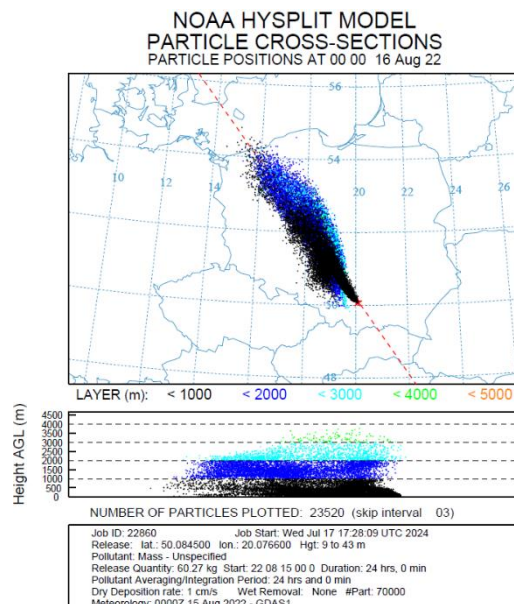 NOAA HYSPLIT MODEL
PARTICLE CROSS-SECTIONS
PARTICLE POSITIONS AT 00 00 16 Aug 22
56
54
10 12 14 16 20 22 24 26
50
48
LAYER (m): < 1000 < 2000 < 3000 < 4000 < 5000
Height AGL (m)
4500
4000
3500
3000
2500
2000
1500
1000
500
0
NUMBER OF PARTICLES PLOTTED: 23520 (skip interval 03)
Job ID: 22860 Job Start: Wed Jul 17 17:28:09 UTC 2024
Release: lat.: 50.084500 lon.: 20.076600 Hgt: 9 to 43 m
Pollutant: Mass - Unspecified
Release Quantity: 60.27 kg Start: 22 08 15 00 0 Duration: 24 hrs, 0 min
Pollutant Averaging/Integration Period: 24 hrs and 0 min
Dry Deposition rate: 1 cm/s Wet Removal: None #Part: 70000
Meteorology: 0000Z 15 Aug 2022 - GDAS1